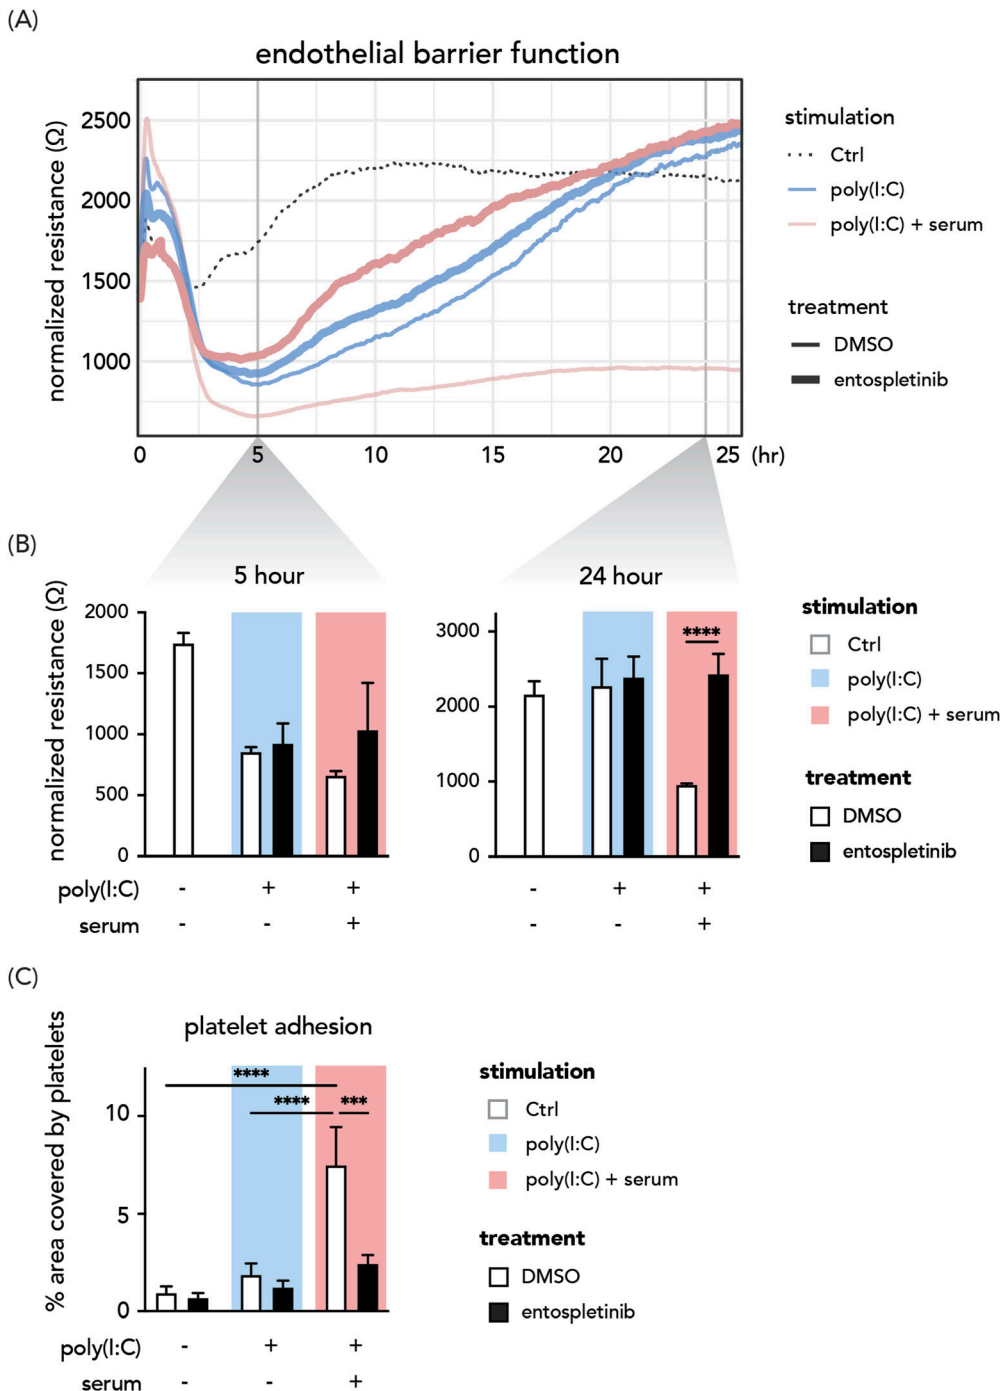 (A)
endothelial barrier function
normalized resistance (Ω)
2500
2000
1500
1000
0 5 10 15 20 25 (hr)
stimulation
Ctrl
poly(I:C)
poly(I:C) + serum
treatment
DMSO
entospletinib
(B)
5 hour
normalized resistance (Ω)
2000
1500
1000
500
0
24 hour
3000
2000
1000
0
****
poly(I:C) - + + - + +
serum - - + - - +
stimulation
Ctrl
poly(I:C)
poly(I:C) + serum
treatment
DMSO
entospletinib
(C)
platelet adhesion
% area covered by platelets
10
5
0
****
**** ***
poly(I:C) - + +
serum - - +
stimulation
Ctrl
poly(I:C)
poly(I:C) + serum
treatment
DMSO
entospletinib